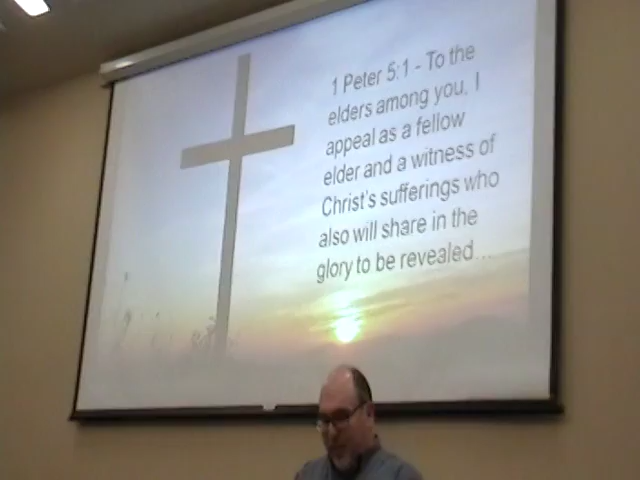 1 Peter 5:1 - To the
elders among you, I
appeal as a fellow
elder and a witness of
Christ's sufferings who
also will share in the
glory to be revealed…